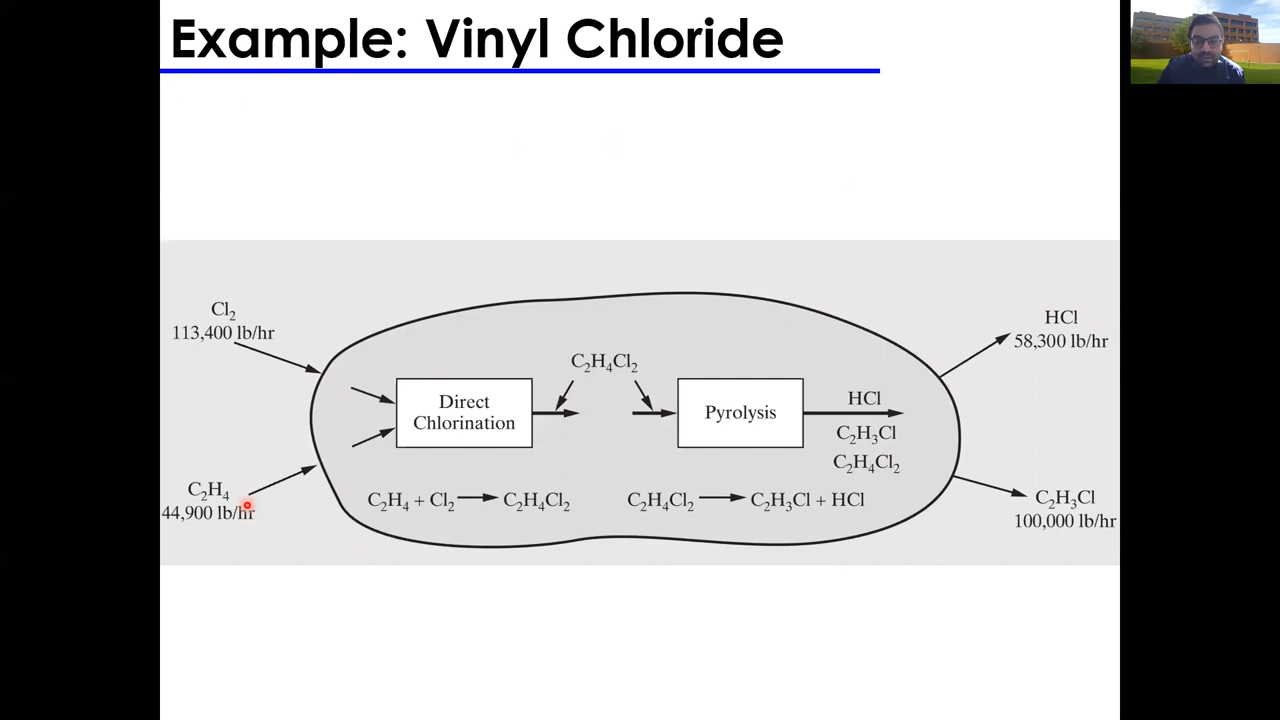 Example: Vinyl Chloride
Cl₂
113,400 lb/hr
C₂H₄
44,900 lb/hr
Direct
Chlorination
C₂H₄Cl₂
Pyrolysis
HCl
C₂H₃Cl
C₂H₄Cl₂
C₂H₄ + Cl₂ → C₂H₄Cl₂
C₂H₄Cl₂ → C₂H₃Cl + HCl
HCl
58,300 lb/hr
C₂H₃Cl
100,000 lb/hr